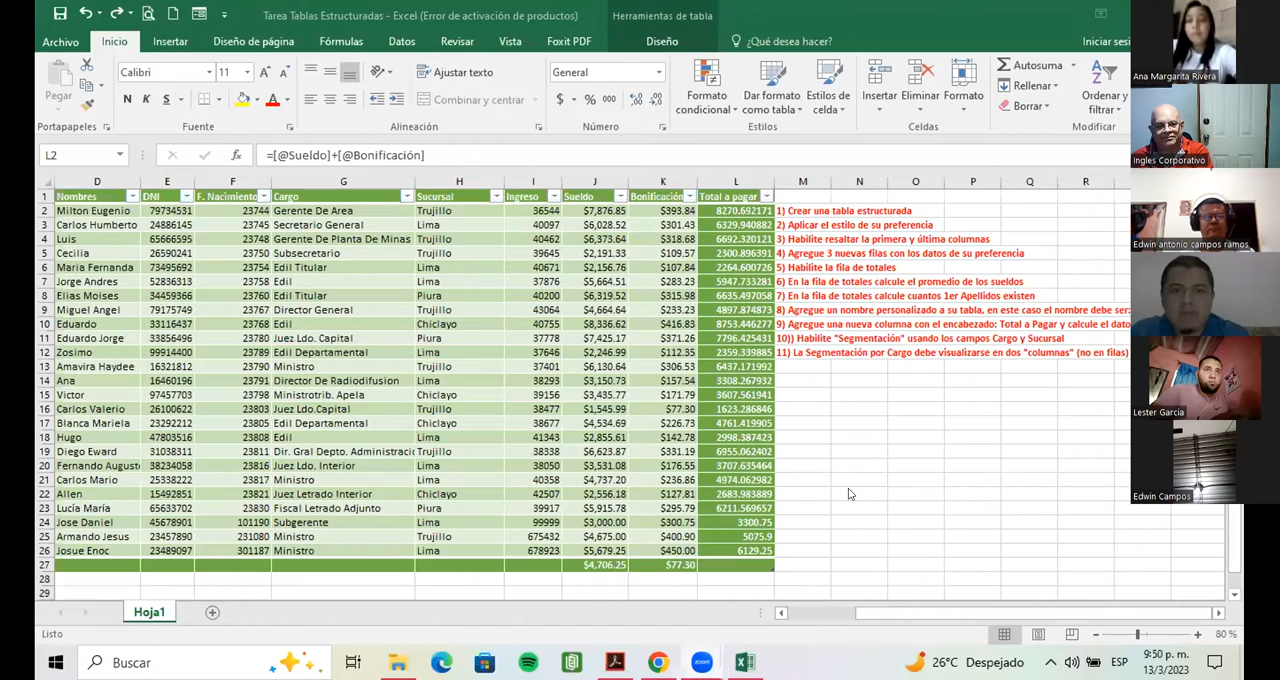 Tarea Tablas Estructuradas - Excel (Error de activación de productos)
Herramientas de tabla
Archivo Inicio Insertar Diseño de página Fórmulas Datos Revisar Vista Foxit PDF Diseño ¿Qué desea hacer? Iniciar sesi
Pegar
Calibri 11
N K S
Ajustar texto
Combinar y centrar
General
$ % 000
Formato condicional
Dar formato como tabla
Estilos de celda
Insertar Eliminar Formato
Autosuma
Rellenar
Borrar
Ordenar y filtrar
Portapapeles Fuente Alineación Número Estilos Celdas Modificar
L2 fx =[@Sueldo]+[@Bonificación]
D E F G H I J K L M N O P Q R
1 Nombres DNI F. Nacimiento Cargo Sucursal Ingreso Sueldo Bonificación Total a pagar
2 Milton Eugenio 79734531 23744 Gerente De Area Trujillo 36544 $7,876.85 $393.84 8270.692171 1) Crear una tabla estructurada
3 Carlos Humberto 24886145 23745 Secretario General Lima 40097 $6,028.52 $301.43 6329.940882 2) Aplicar el estilo de su preferencia
4 Luis 65666595 23748 Gerente De Planta De Minas Trujillo 40462 $6,373.64 $318.68 6692.320121 3) Habilite resaltar la primera y última columnas
5 Cecilia 26590241 23751 Subsecretario Trujillo 39645 $2,191.33 $109.57 2300.896391 4) Agregue 3 nuevas filas con los datos de su preferencia
6 Maria Fernanda 73495692 23754 Edil Titular Lima 40671 $2,156.76 $107.84 2264.600726 5) Habilite la fila de totales
7 Jorge Andres 52836313 23758 Edil Lima 37876 $5,664.51 $283.23 5947.733281 6) En la fila de totales calcule el promedio de los sueldos
8 Elias Moises 34459366 23760 Edil Titular Piura 40200 $6,319.52 $315.98 6635.497058 7) En la fila de totales calcule cuantos 1er Apellidos existen
9 Miguel Angel 79175749 23767 Director General Trujillo 39210 $4,664.64 $233.23 4897.874873 8) Agregue un nombre personalizado a su tabla, en este caso el nombre debe ser:
10 Eduardo 33116437 23768 Edil Chiclayo 40755 $8,336.62 $416.83 8753.446277 9) Agregue una nueva columna con el encabezado: Total a Pagar y calcule el dato
11 Eduardo Jorge 33856496 23780 Juez Ldo. Capital Piura 37778 $7,425.17 $371.26 7796.425431 10)) Habilite "Segmentación" usando los campos Cargo y Sucursal
12 Zosimo 99914400 23789 Edil Departamental Lima 37646 $2,246.99 $112.35 2359.339885 11) La Segmentación por Cargo debe visualizarse en dos "columnas" (no en filas)
13 Amavira Haydee 16321812 23790 Ministro Trujillo 37401 $6,130.64 $306.53 6437.171992
14 Ana 16460196 23791 Director De Radiodifusion Lima 38293 $3,150.73 $157.54 3308.267932
15 Victor 97457703 23798 Ministrotrib. Apela Chiclayo 39156 $3,435.77 $171.79 3607.561941
16 Carlos Valerio 26100622 23803 Juez Ldo.Capital Trujillo 38477 $1,545.99 $77.30 1623.286846
17 Blanca Mariela 23292212 23805 Edil Departamental Chiclayo 38677 $4,534.69 $226.73 4761.419905
18 Hugo 47803516 23808 Edil Lima 41343 $2,855.61 $142.78 2998.387423
19 Diego Ward 31038311 23811 Dir. Gral Depto. Administració Trujillo 38338 $6,623.87 $331.19 6955.062402
20 Fernando August 38234058 23816 Juez Ldo. Interior Lima 38050 $3,531.08 $176.55 3707.635464
21 Carlos Mario 25338222 23817 Ministro Lima 40358 $4,737.20 $236.86 4974.062982
22 Allen 15492851 23821 Juez Letrado Interior Chiclayo 42507 $2,556.18 $127.81 2683.983889
23 Lucía María 65633702 23830 Fiscal Letrado Adjunto Piura 39917 $5,915.78 $295.79 6211.569657
24 Jose Daniel 45678901 101190 Subgerente Lima 99999 $3,000.00 $300.75 3300.75
25 Armando Jesus 23457890 231080 Ministro Trujillo 675432 $4,675.00 $400.90 5075.9
26 Josue Enoc 23489097 301187 Ministro Lima 678923 $5,679.25 $450.00 6129.25
27 $4,706.25 $77.30
28
29
Hoja1
Listo 80 %
Buscar
26°C Despejado ESP
9:50 p. m.
13/3/2023
Ana Margarita Rivera
Ingles Corporativo
Edwin antonio campos ramos
Lester Garcia
Edwin Campos